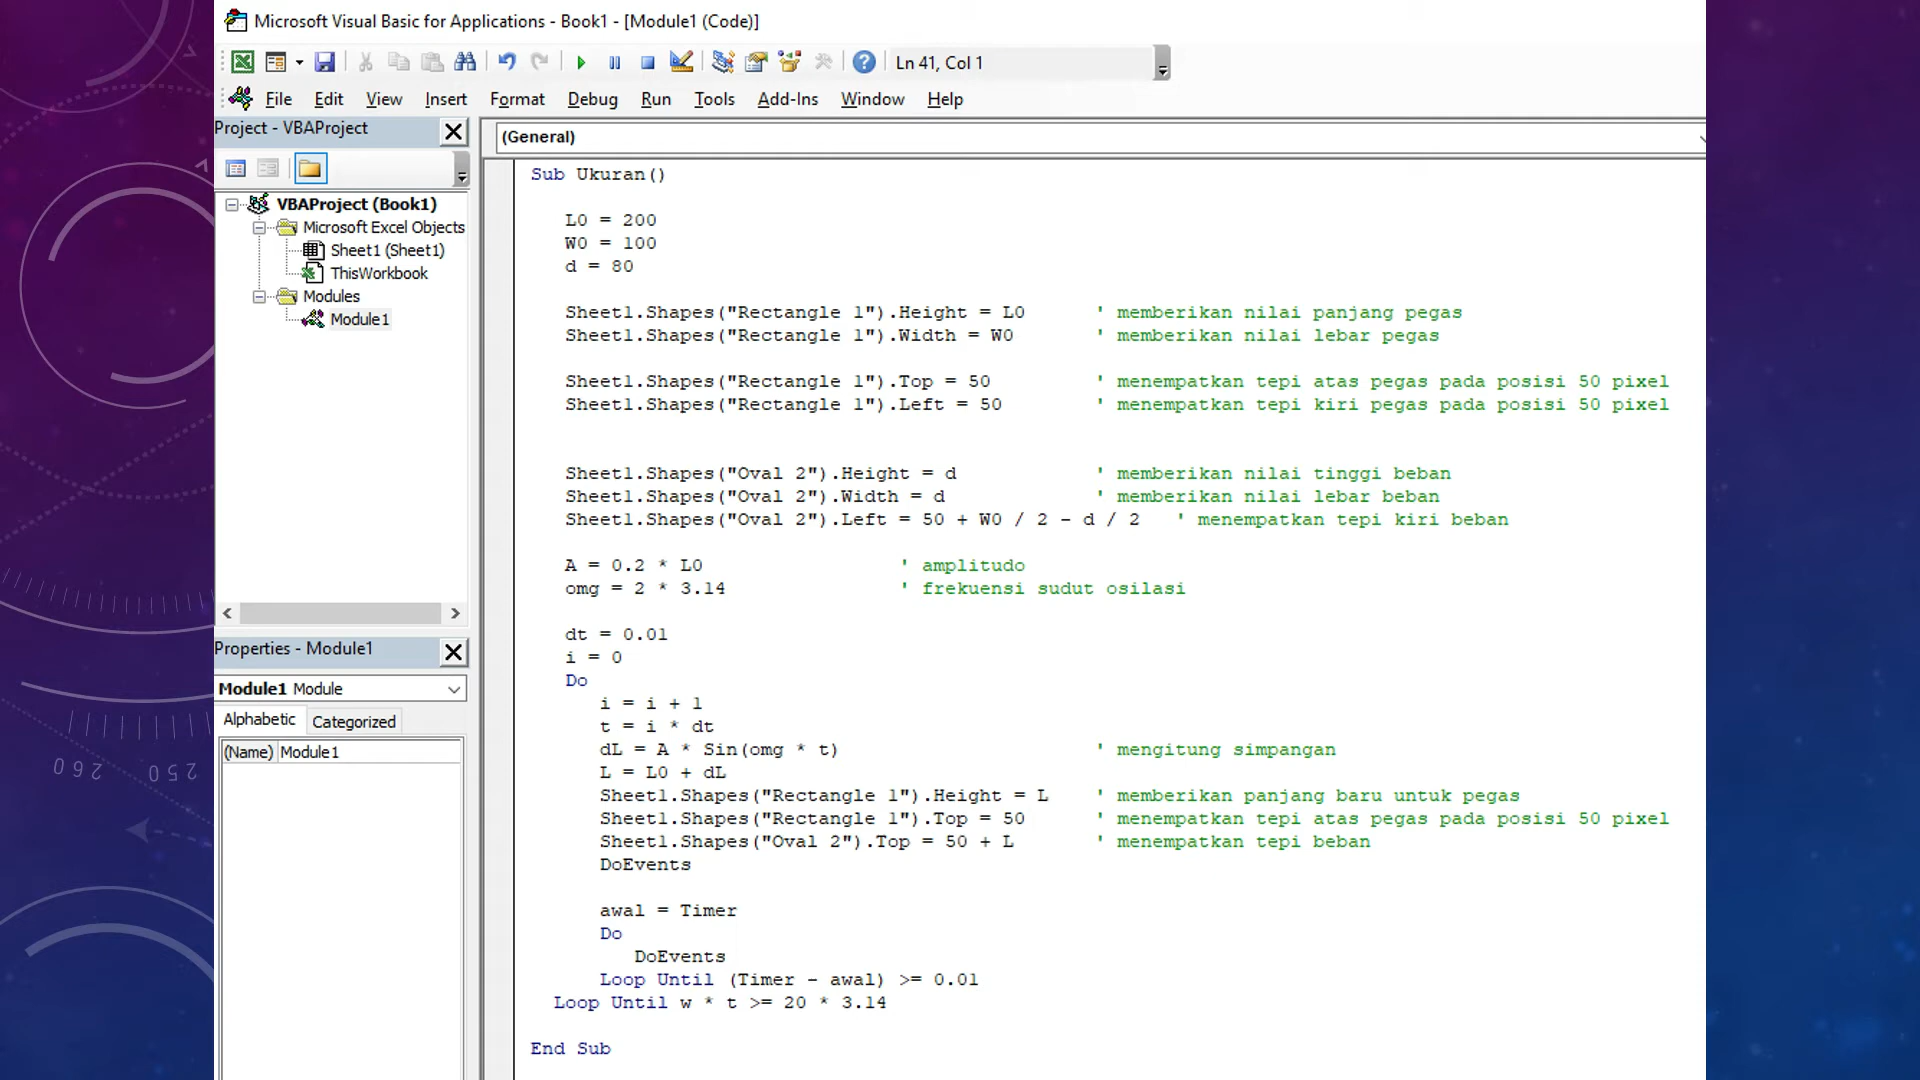 Microsoft Visual Basic for Applications - Book1 - [Module1 (Code)]
Ln 41, Col 1
File Edit View Insert Format Debug Run Tools Add-Ins Window Help
Project - VBAProject
(General)
VBAProject (Book1)
Microsoft Excel Objects
Sheet1 (Sheet1)
ThisWorkbook
Modules
Module1
Properties - Module1
Module1 Module
Alphabetic Categorized
(Name) Module1
Sub Ukuran()
L0 = 200
W0 = 100
d = 80
Sheet1.Shapes("Rectangle 1").Height = L0 ' memberikan nilai panjang pegas
Sheet1.Shapes("Rectangle 1").Width = W0 ' memberikan nilai lebar pegas
Sheet1.Shapes("Rectangle 1").Top = 50 ' menempatkan tepi atas pegas pada posisi 50 pixel
Sheet1.Shapes("Rectangle 1").Left = 50 ' menempatkan tepi kiri pegas pada posisi 50 pixel
Sheet1.Shapes("Oval 2").Height = d ' memberikan nilai tinggi beban
Sheet1.Shapes("Oval 2").Width = d ' memberikan nilai lebar beban
Sheet1.Shapes("Oval 2").Left = 50 + W0 / 2 - d / 2 ' menempatkan tepi kiri beban
A = 0.2 * L0 ' amplitudo
omg = 2 * 3.14 ' frekuensi sudut osilasi
dt = 0.01
i = 0
Do
i = i + 1
t = i * dt
dL = A * Sin(omg * t) ' mengitung simpangan
L = L0 + dL
Sheet1.Shapes("Rectangle 1").Height = L ' memberikan panjang baru untuk pegas
Sheet1.Shapes("Rectangle 1").Top = 50 ' menempatkan tepi atas pegas pada posisi 50 pixel
Sheet1.Shapes("Oval 2").Top = 50 + L ' menempatkan tepi beban
DoEvents
awal = Timer
Do
DoEvents
Loop Until (Timer - awal) >= 0.01
Loop Until w * t >= 20 * 3.14
End Sub
260 250